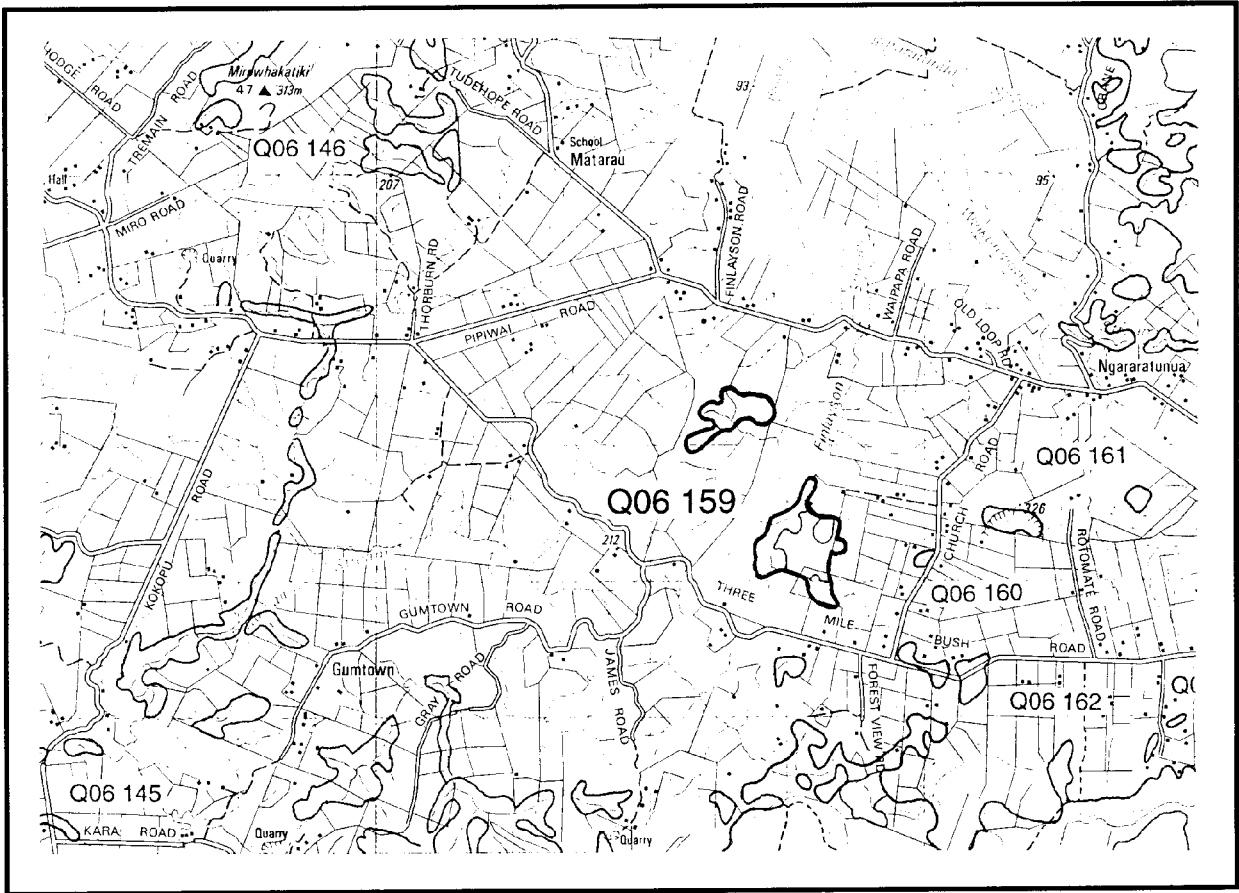 HODGE ROAD
TREMAIN ROAD
47 313m
TUDEHOPE ROAD
93
CRANE
Q06 146
School
Matarau
Hall
207
95
MIRO ROAD
Quarry
THORBURN RD
FINLAYSON ROAD
WAIPAPA ROAD
PIPIWAI ROAD
OLD LOOP RD
Ngararatunua
Finlayson
KOKOPU ROAD
CHURCH ROAD
Q06 161
Q06 159
326
212
ROTOMATE ROAD
Q06 160
THREE MILE BUSH ROAD
GUMTOWN ROAD
Gumtown
GRAY ROAD
JAMES ROAD
FOREST VIEW RD
Q06 162
Q06 145
KARA ROAD
Quarry
Quarry